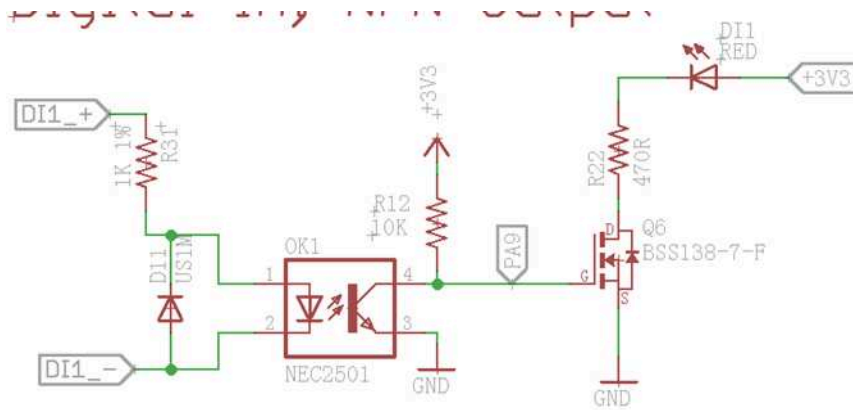 DI1
RED
+3V3
+3V3
DI1_+
1K 1%
R31
R22
470R
R12
10K
PA9
D
Q6
BSS138-7-F
G
S
OK1
D11
US1M
1
4
2
3
DI1_-
NEC2501
GND
GND